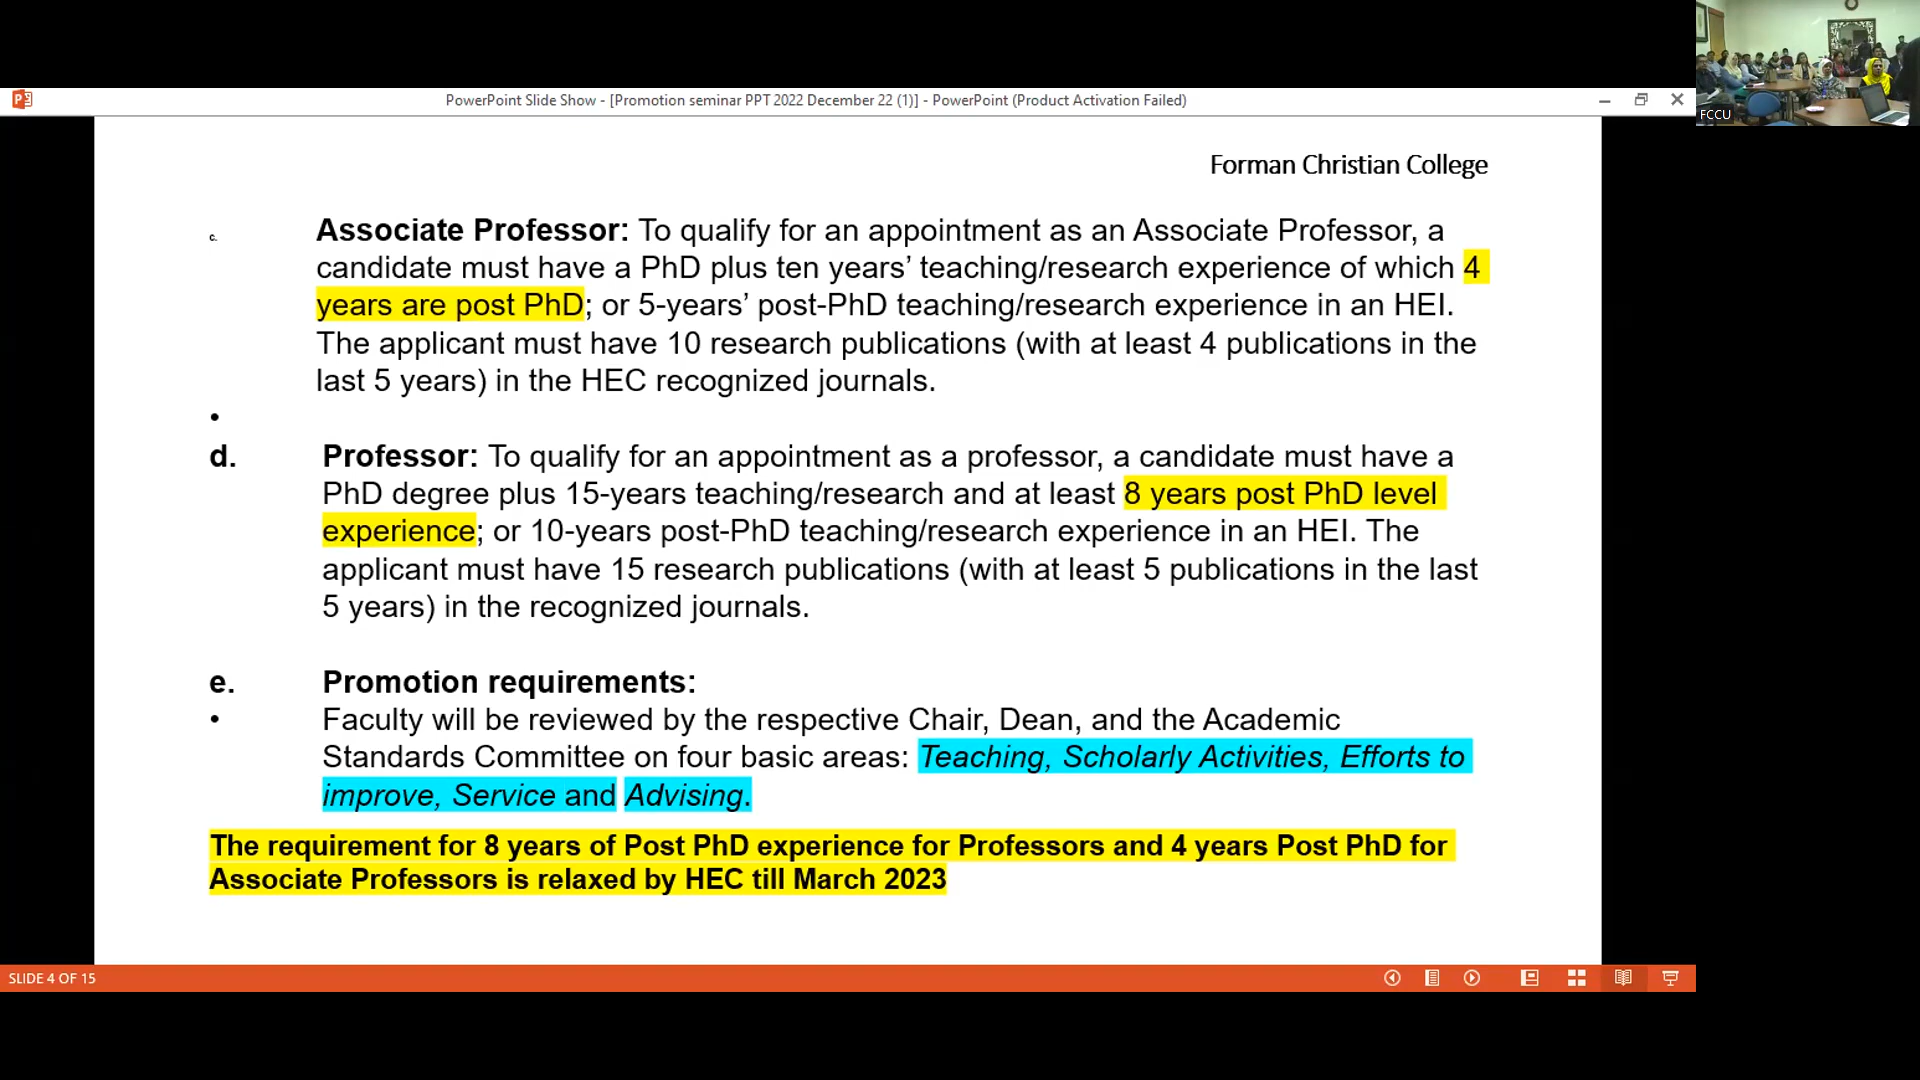 PowerPoint Slide Show - [Promotion seminar PPT 2022 December 22 (1)] - PowerPoint (Product Activation Failed)
FCCU
Forman Christian College
c. Associate Professor: To qualify for an appointment as an Associate Professor, a
candidate must have a PhD plus ten years’ teaching/research experience of which 4
years are post PhD; or 5-years’ post-PhD teaching/research experience in an HEI.
The applicant must have 10 research publications (with at least 4 publications in the
last 5 years) in the HEC recognized journals.
•
d. Professor: To qualify for an appointment as a professor, a candidate must have a
PhD degree plus 15-years teaching/research and at least 8 years post PhD level
experience; or 10-years post-PhD teaching/research experience in an HEI. The
applicant must have 15 research publications (with at least 5 publications in the last
5 years) in the recognized journals.
e. Promotion requirements:
• Faculty will be reviewed by the respective Chair, Dean, and the Academic
Standards Committee on four basic areas: Teaching, Scholarly Activities, Efforts to
improve, Service and Advising.
The requirement for 8 years of Post PhD experience for Professors and 4 years Post PhD for
Associate Professors is relaxed by HEC till March 2023
SLIDE 4 OF 15